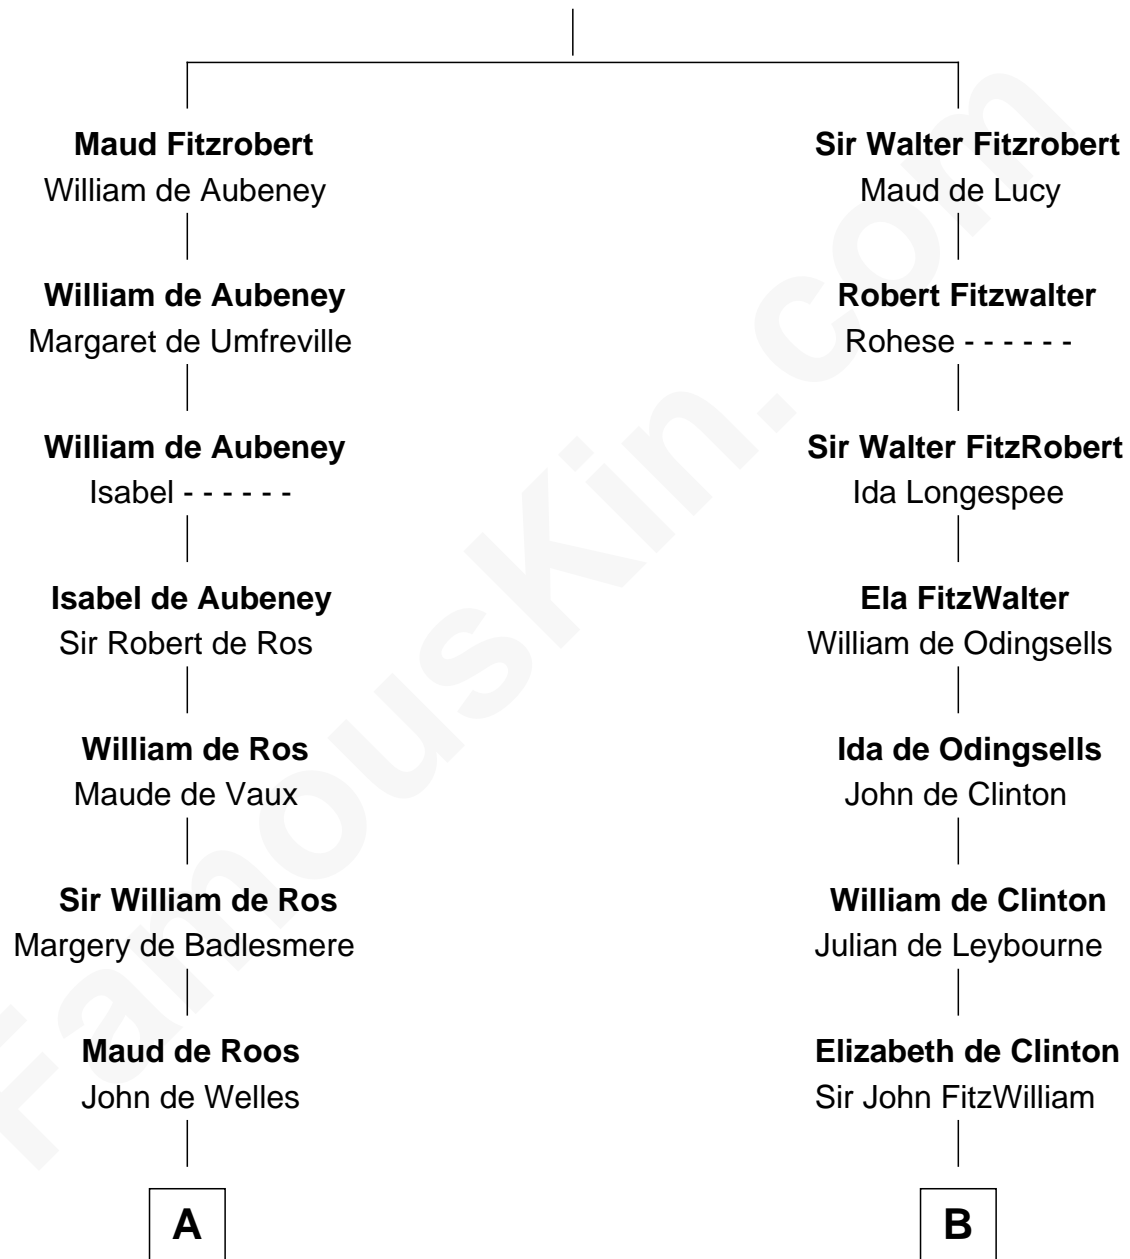 Maud Fitzrobert
William de Aubeney
William de Aubeney
Margaret de Umfreville
William de Aubeney
Isabel - - - - - -
Isabel de Aubeney
Sir Robert de Ros
William de Ros
Maude de Vaux
Sir William de Ros
Margery de Badlesmere
Maud de Roos
John de Welles
A
Sir Walter Fitzrobert
Maud de Lucy
Robert Fitzwalter
Rohese - - - - - -
Sir Walter FitzRobert
Ida Longespee
Ela FitzWalter
William de Odingsells
Ida de Odingsells
John de Clinton
William de Clinton
Julian de Leybourne
Elizabeth de Clinton
Sir John FitzWilliam
B
FamousKin.com